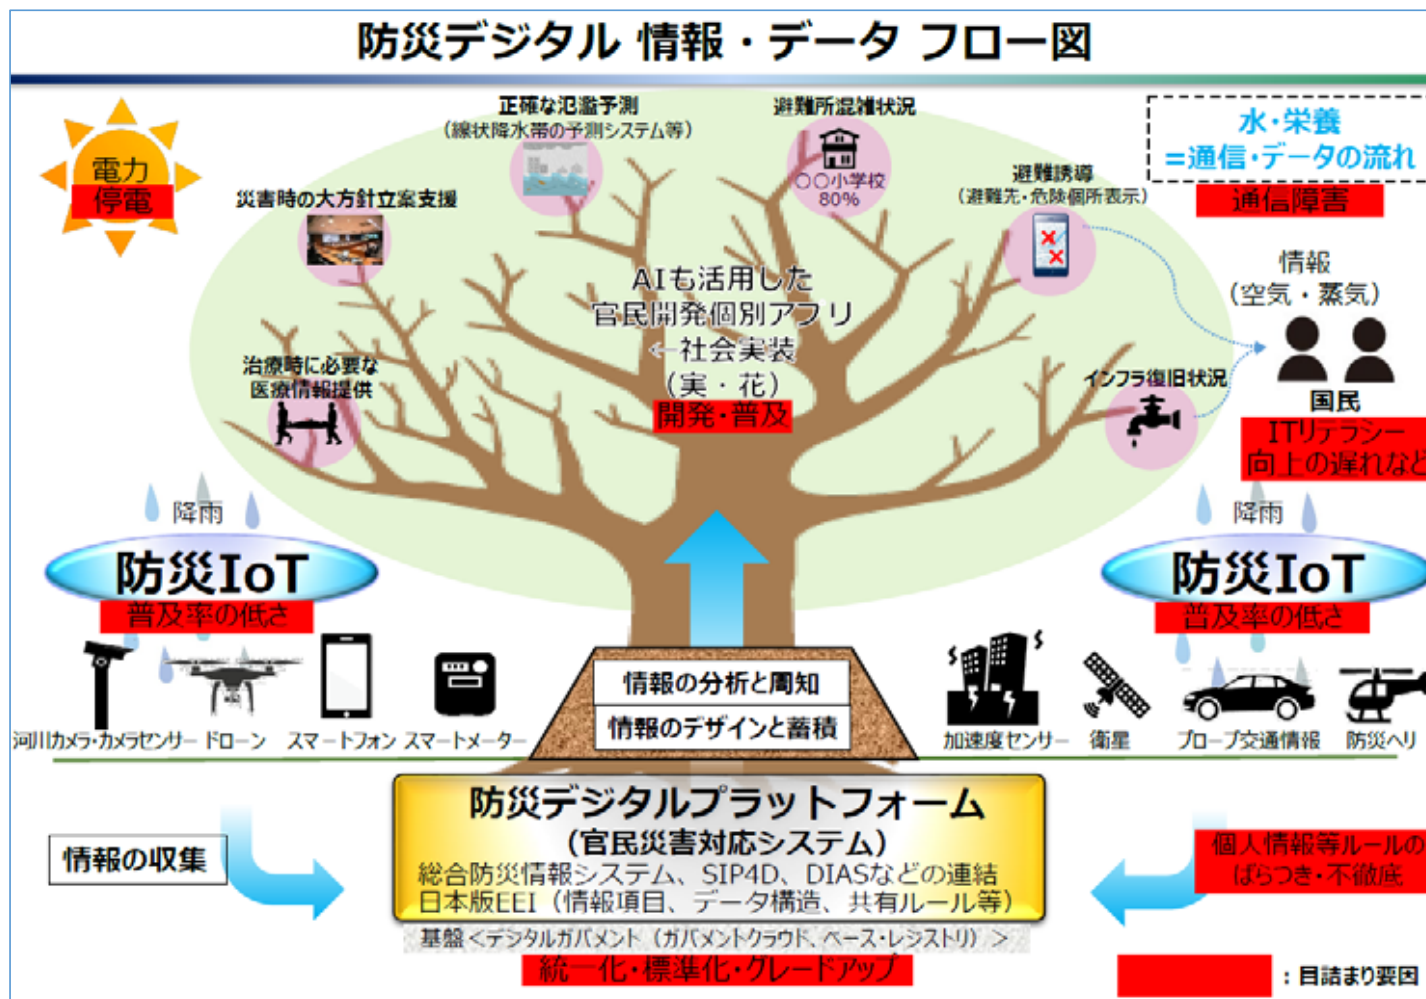 防災デジタル 情報・データ フロー図
電力
停電
正確な氾濫予測
（線状降水帯の予測システム等）
避難所混雑状況
〇〇小学校
80%
水・栄養
＝通信・データの流れ
通信障害
災害時の大方針立案支援
避難誘導
（避難先・危険個所表示）
情報
（空気・蒸気）
国民
ITリテラシー
向上の遅れなど
AIも活用した
官民開発個別アプリ
←社会実装
（実・花）
開発・普及
治療時に必要な
医療情報提供
インフラ復旧状況
降雨
防災IoT
普及率の低さ
降雨
防災IoT
普及率の低さ
河川カメラ・カメラセンサー
ドローン
スマートフォン
スマートメーター
情報の分析と周知
情報のデザインと蓄積
加速度センサー
衛星
プローブ交通情報
防災ヘリ
情報の収集
防災デジタルプラットフォーム
（官民災害対応システム）
総合防災情報システム、SIP4D、DIASなどの連結
日本版EEI（情報項目、データ構造、共有ルール等）
基盤＜デジタルガバメント（ガバメントクラウド、ベース・レジストリ）＞
統一化・標準化・グレードアップ
個人情報等ルールの
ばらつき・不徹底
：目詰まり要因